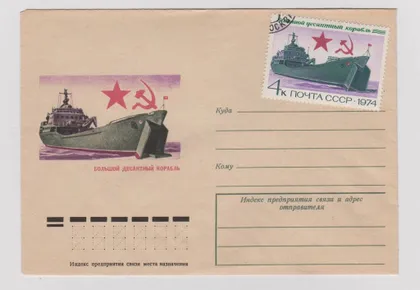 Большой десантный корабль
4к ПОЧТА СССР·1974
Куда
Кому
БОЛЬШОЙ ДЕСАНТНЫЙ КОРАБЛЬ
Индекс предприятия связи и адрес
отправителя
Индекс предприятия связи места назначения